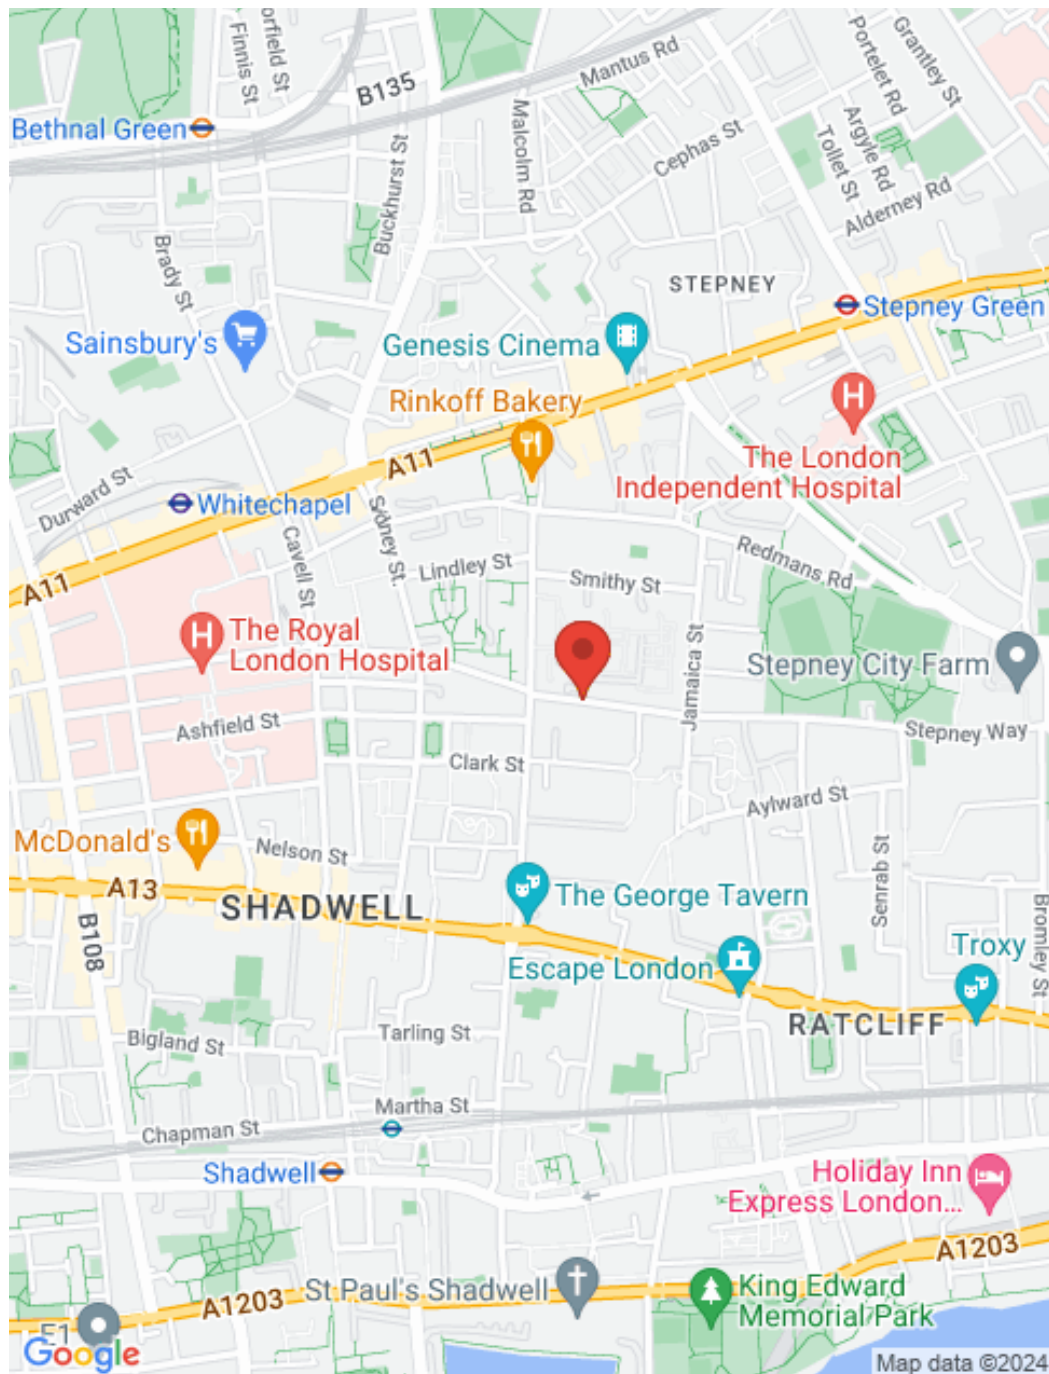 orfield St
Finnis St
B135
Mantus Rd
Portelet Rd
Grantley St
Bethnal Green
Malcolm Rd
Cephas St
Argyle Rd
Tollet St
Alderney Rd
Buckhurst St
Brady St
STEPNEY
Stepney Green
Sainsbury's
Genesis Cinema
Rinkoff Bakery
H
A11
The London
Independent Hospital
Durward St
Whitechapel
Sidney St.
Cavell St
Redmans Rd
Lindley St
Smithy St
A11
H
The Royal
London Hospital
Jamaica St
Stepney City Farm
Ashfield St
Stepney Way
Clark St
Aylward St
McDonald's
Nelson St
A13
SHADWELL
The George Tavern
Senrab St
Bromley St
B108
Escape London
Troxy
RATCLIFF
Tarling St
Bigland St
Martha St
Chapman St
Shadwell
Holiday Inn
Express London...
A1203
St Paul's Shadwell
King Edward
Memorial Park
A1203
E1
Google
Map data ©2024